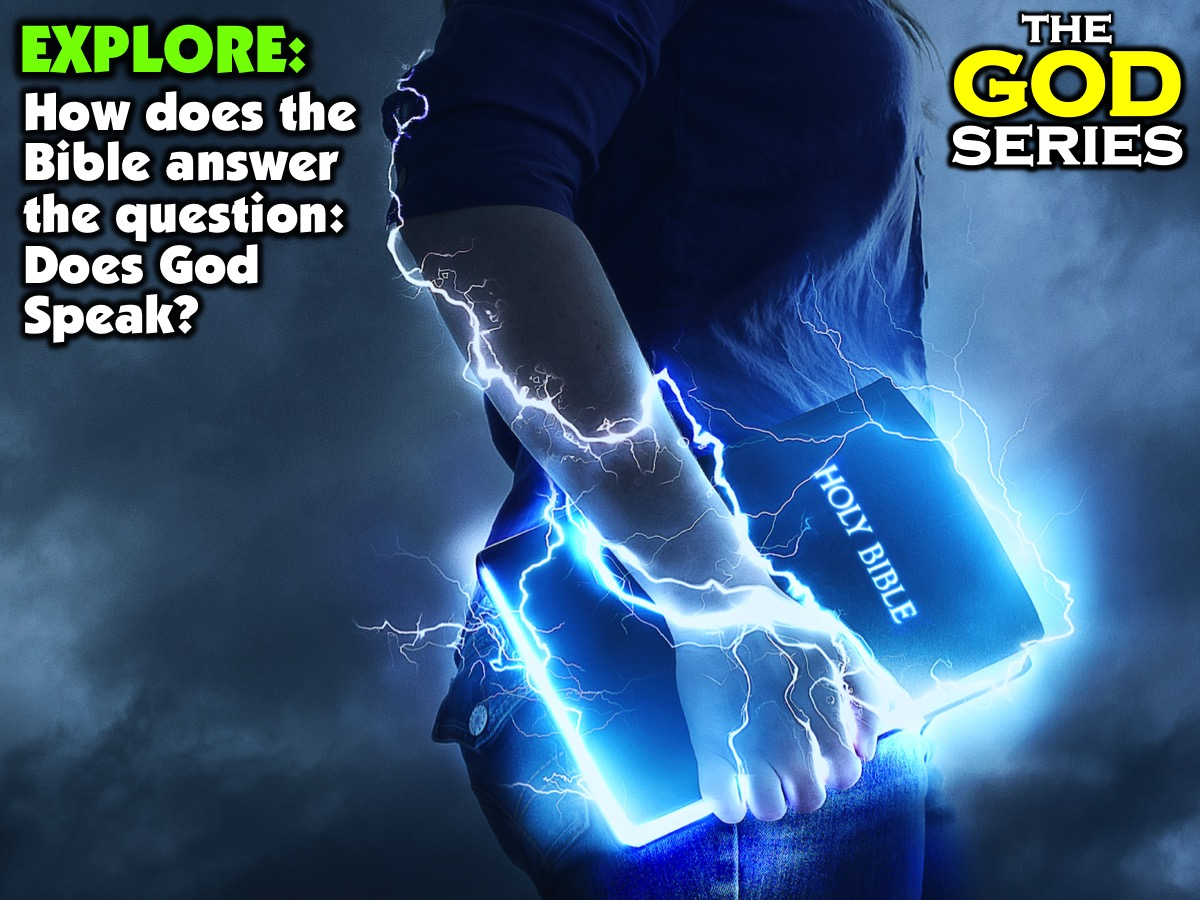 EXPLORE:
How does the
Bible answer
the question:
Does God
Speak?
THE
GOD
SERIES
HOLY BIBLE